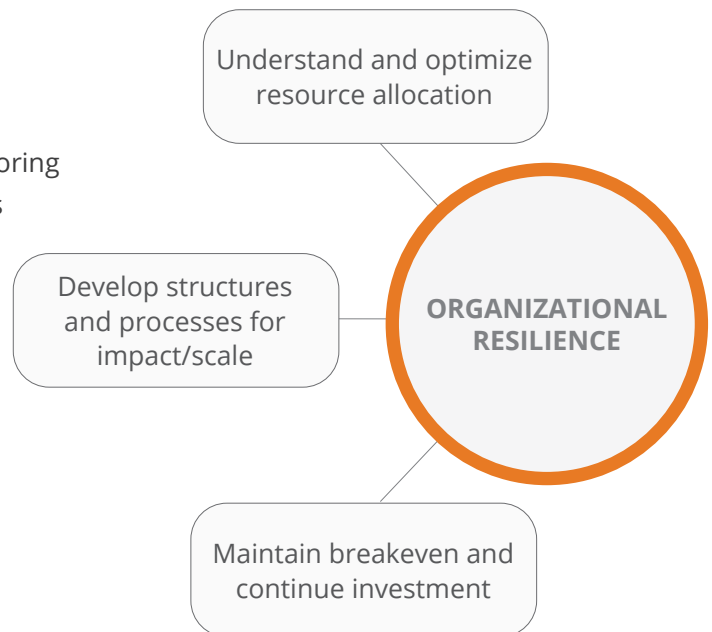 Understand and optimize
resource allocation
oring
s
Develop structures
and processes for
impact/scale
ORGANIZATIONAL
RESILIENCE
Maintain breakeven and
continue investment